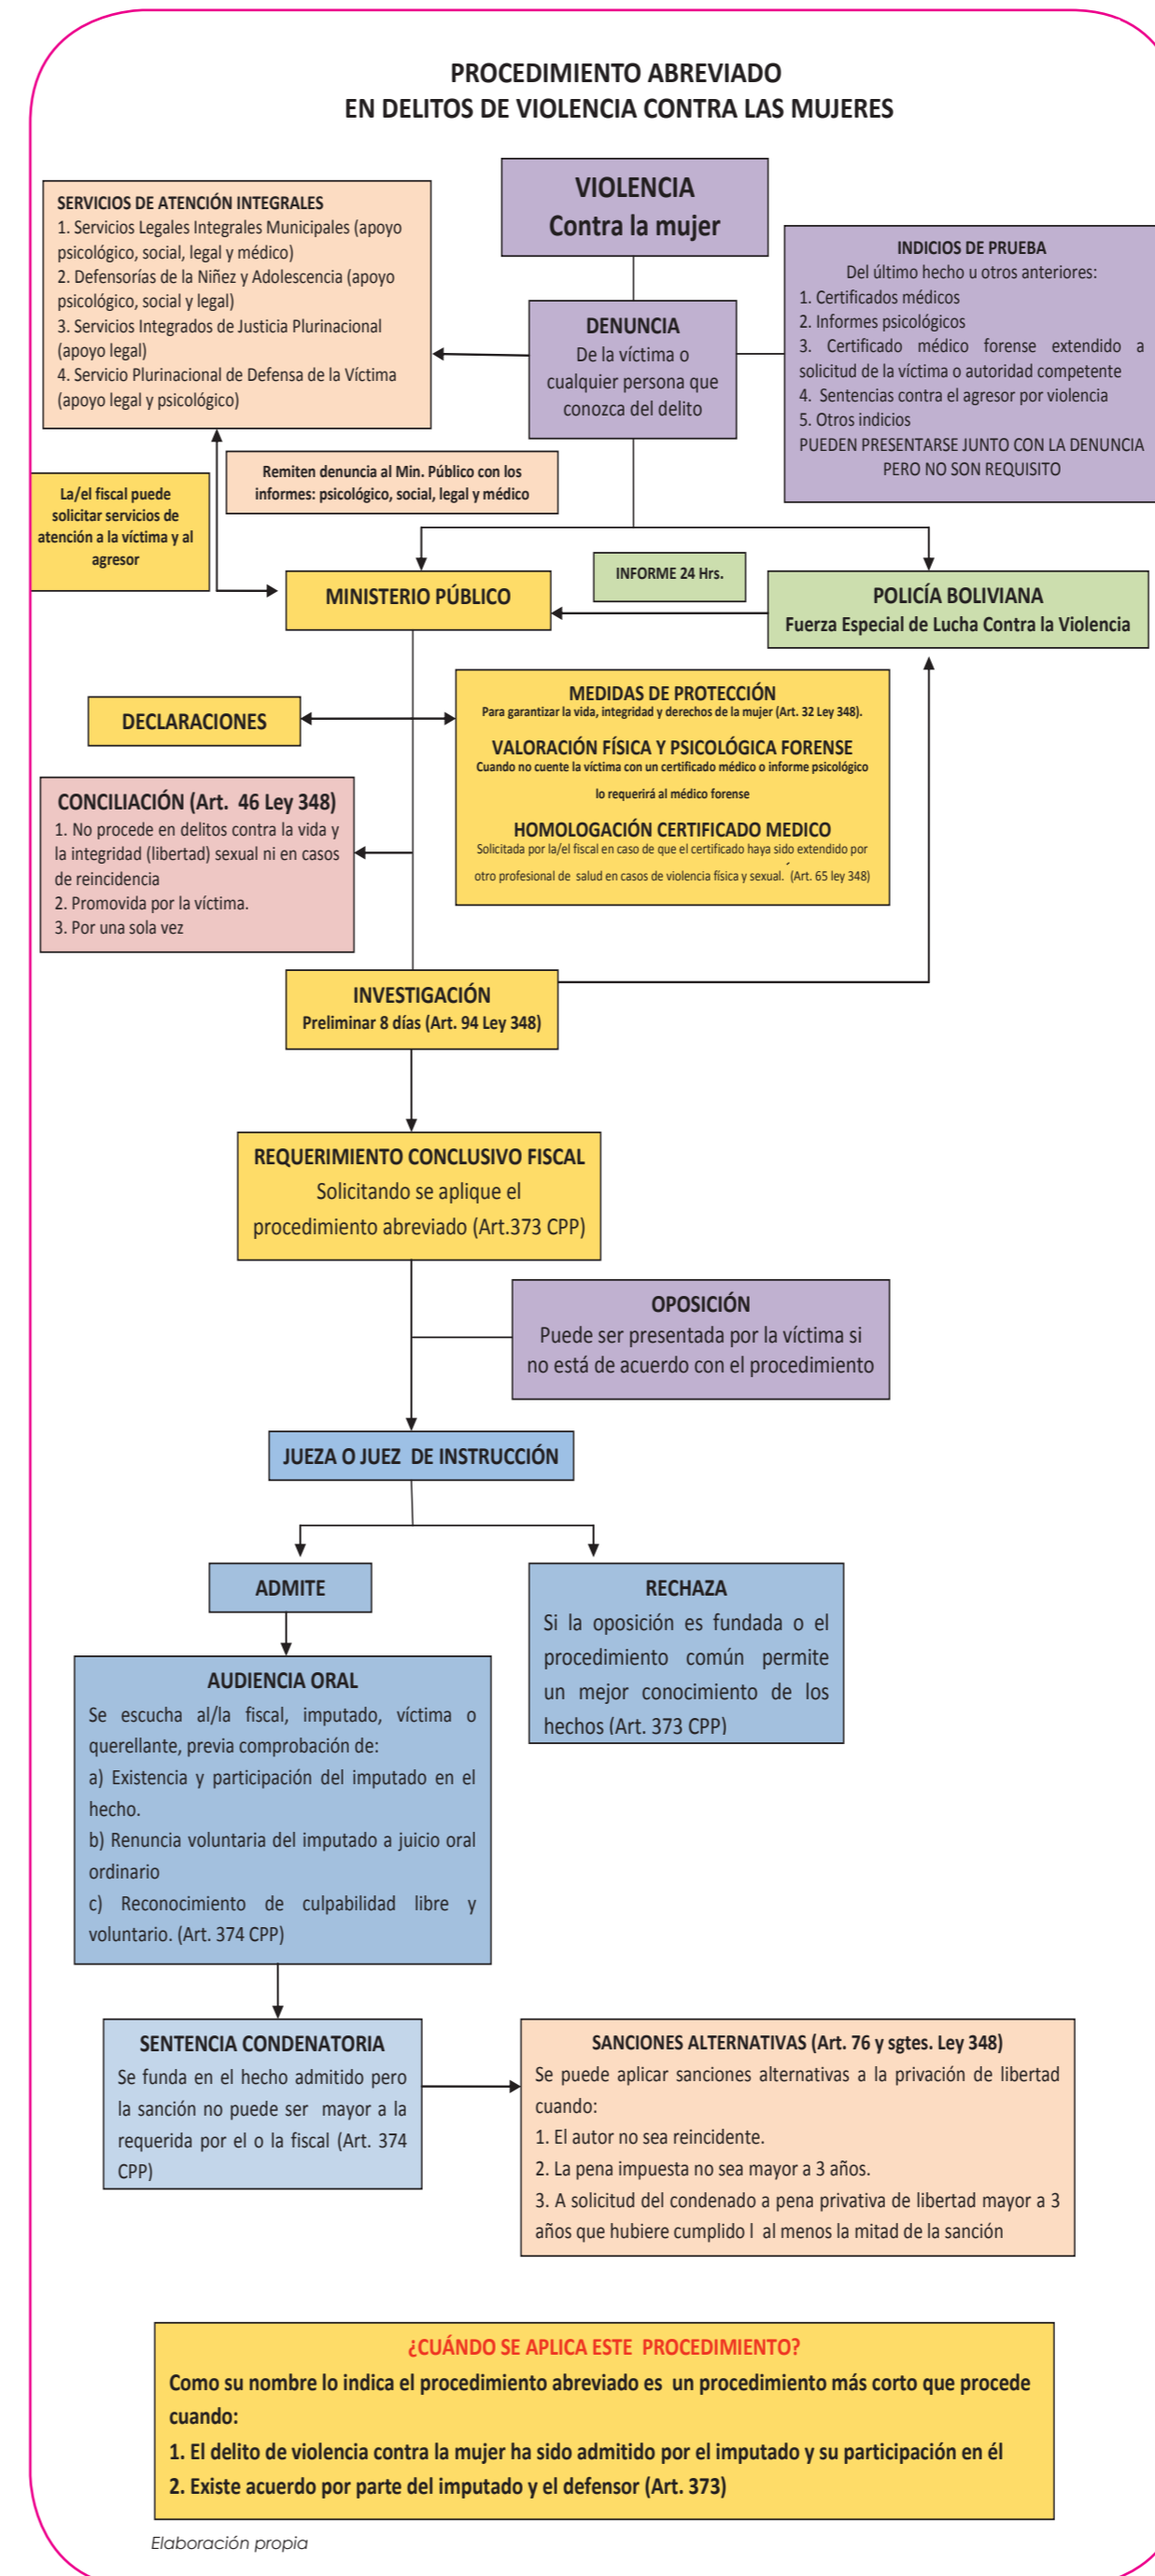 PROCEDIMIENTO ABREVIADO
EN DELITOS DE VIOLENCIA CONTRA LAS MUJERES
VIOLENCIA
Contra la mujer
SERVICIOS DE ATENCIÓN INTEGRALES
1. Servicios Legales Integrales Municipales (apoyo
psicológico, social, legal y médico)
2. Defensorías de la Niñez y Adolescencia (apoyo
psicológico, social y legal)
3. Servicios Integrados de Justicia Plurinacional
(apoyo legal)
4. Servicio Plurinacional de Defensa de la Víctima
(apoyo legal y psicológico)
DENUNCIA
De la víctima o
cualquier persona que
conozca del delito
INDICIOS DE PRUEBA
Del último hecho u otros anteriores:
1. Certificados médicos
2. Informes psicológicos
3. Certificado médico forense extendido a
solicitud de la víctima o autoridad competente
4. Sentencias contra el agresor por violencia
5. Otros indicios
PUEDEN PRESENTARSE JUNTO CON LA DENUNCIA
PERO NO SON REQUISITO
Remiten denuncia al Min. Público con los
informes: psicológico, social, legal y médico
La/el fiscal puede
solicitar servicios de
atención a la víctima y al
agresor
MINISTERIO PÚBLICO
INFORME 24 Hrs.
POLICÍA BOLIVIANA
Fuerza Especial de Lucha Contra la Violencia
DECLARACIONES
MEDIDAS DE PROTECCIÓN
Para garantizar la vida, integridad y derechos de la mujer (Art. 32 Ley 348).
VALORACIÓN FÍSICA Y PSICOLÓGICA FORENSE
Cuando no cuente la víctima con un certificado médico o informe psicológico
lo requerirá al médico forense
HOMOLOGACIÓN CERTIFICADO MEDICO
Solicitada por la/el fiscal en caso de que el certificado haya sido extendido por
otro profesional de salud en casos de violencia física y sexual. (Art. 65 ley 348)
CONCILIACIÓN (Art. 46 Ley 348)
1. No procede en delitos contra la vida y
la integridad (libertad) sexual ni en casos
de reincidencia
2. Promovida por la víctima.
3. Por una sola vez
INVESTIGACIÓN
Preliminar 8 días (Art. 94 Ley 348)
REQUERIMIENTO CONCLUSIVO FISCAL
Solicitando se aplique el
procedimiento abreviado (Art.373 CPP)
OPOSICIÓN
Puede ser presentada por la víctima si
no está de acuerdo con el procedimiento
JUEZA O JUEZ DE INSTRUCCIÓN
ADMITE
RECHAZA
Si la oposición es fundada o el
procedimiento común permite
un mejor conocimiento de los
hechos (Art. 373 CPP)
AUDIENCIA ORAL
Se escucha al/la fiscal, imputado, víctima o
querellante, previa comprobación de:
a) Existencia y participación del imputado en el
hecho.
b) Renuncia voluntaria del imputado a juicio oral
ordinario
c) Reconocimiento de culpabilidad libre y
voluntario. (Art. 374 CPP)
SENTENCIA CONDENATORIA
Se funda en el hecho admitido pero
la sanción no puede ser mayor a la
requerida por el o la fiscal (Art. 374
CPP)
SANCIONES ALTERNATIVAS (Art. 76 y sgtes. Ley 348)
Se puede aplicar sanciones alternativas a la privación de libertad
cuando:
1. El autor no sea reincidente.
2. La pena impuesta no sea mayor a 3 años.
3. A solicitud del condenado a pena privativa de libertad mayor a 3
años que hubiere cumplido l al menos la mitad de la sanción
¿CUÁNDO SE APLICA ESTE PROCEDIMIENTO?
Como su nombre lo indica el procedimiento abreviado es un procedimiento más corto que procede
cuando:
1. El delito de violencia contra la mujer ha sido admitido por el imputado y su participación en él
2. Existe acuerdo por parte del imputado y el defensor (Art. 373)
Elaboración propia